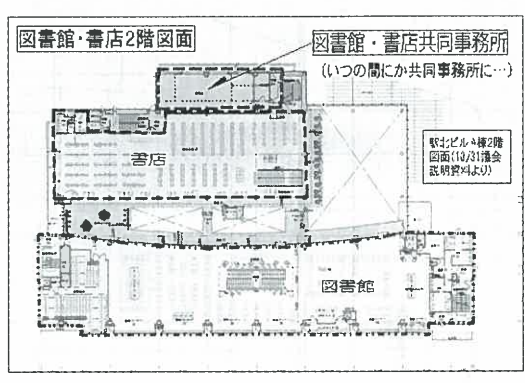 図書館・書店2階図面
図書館・書店共同事務所
(いつの間にか共同事務所に…)
駅北ビルA棟2階
図面(10/31議会
説明資料より)
書店
図書館